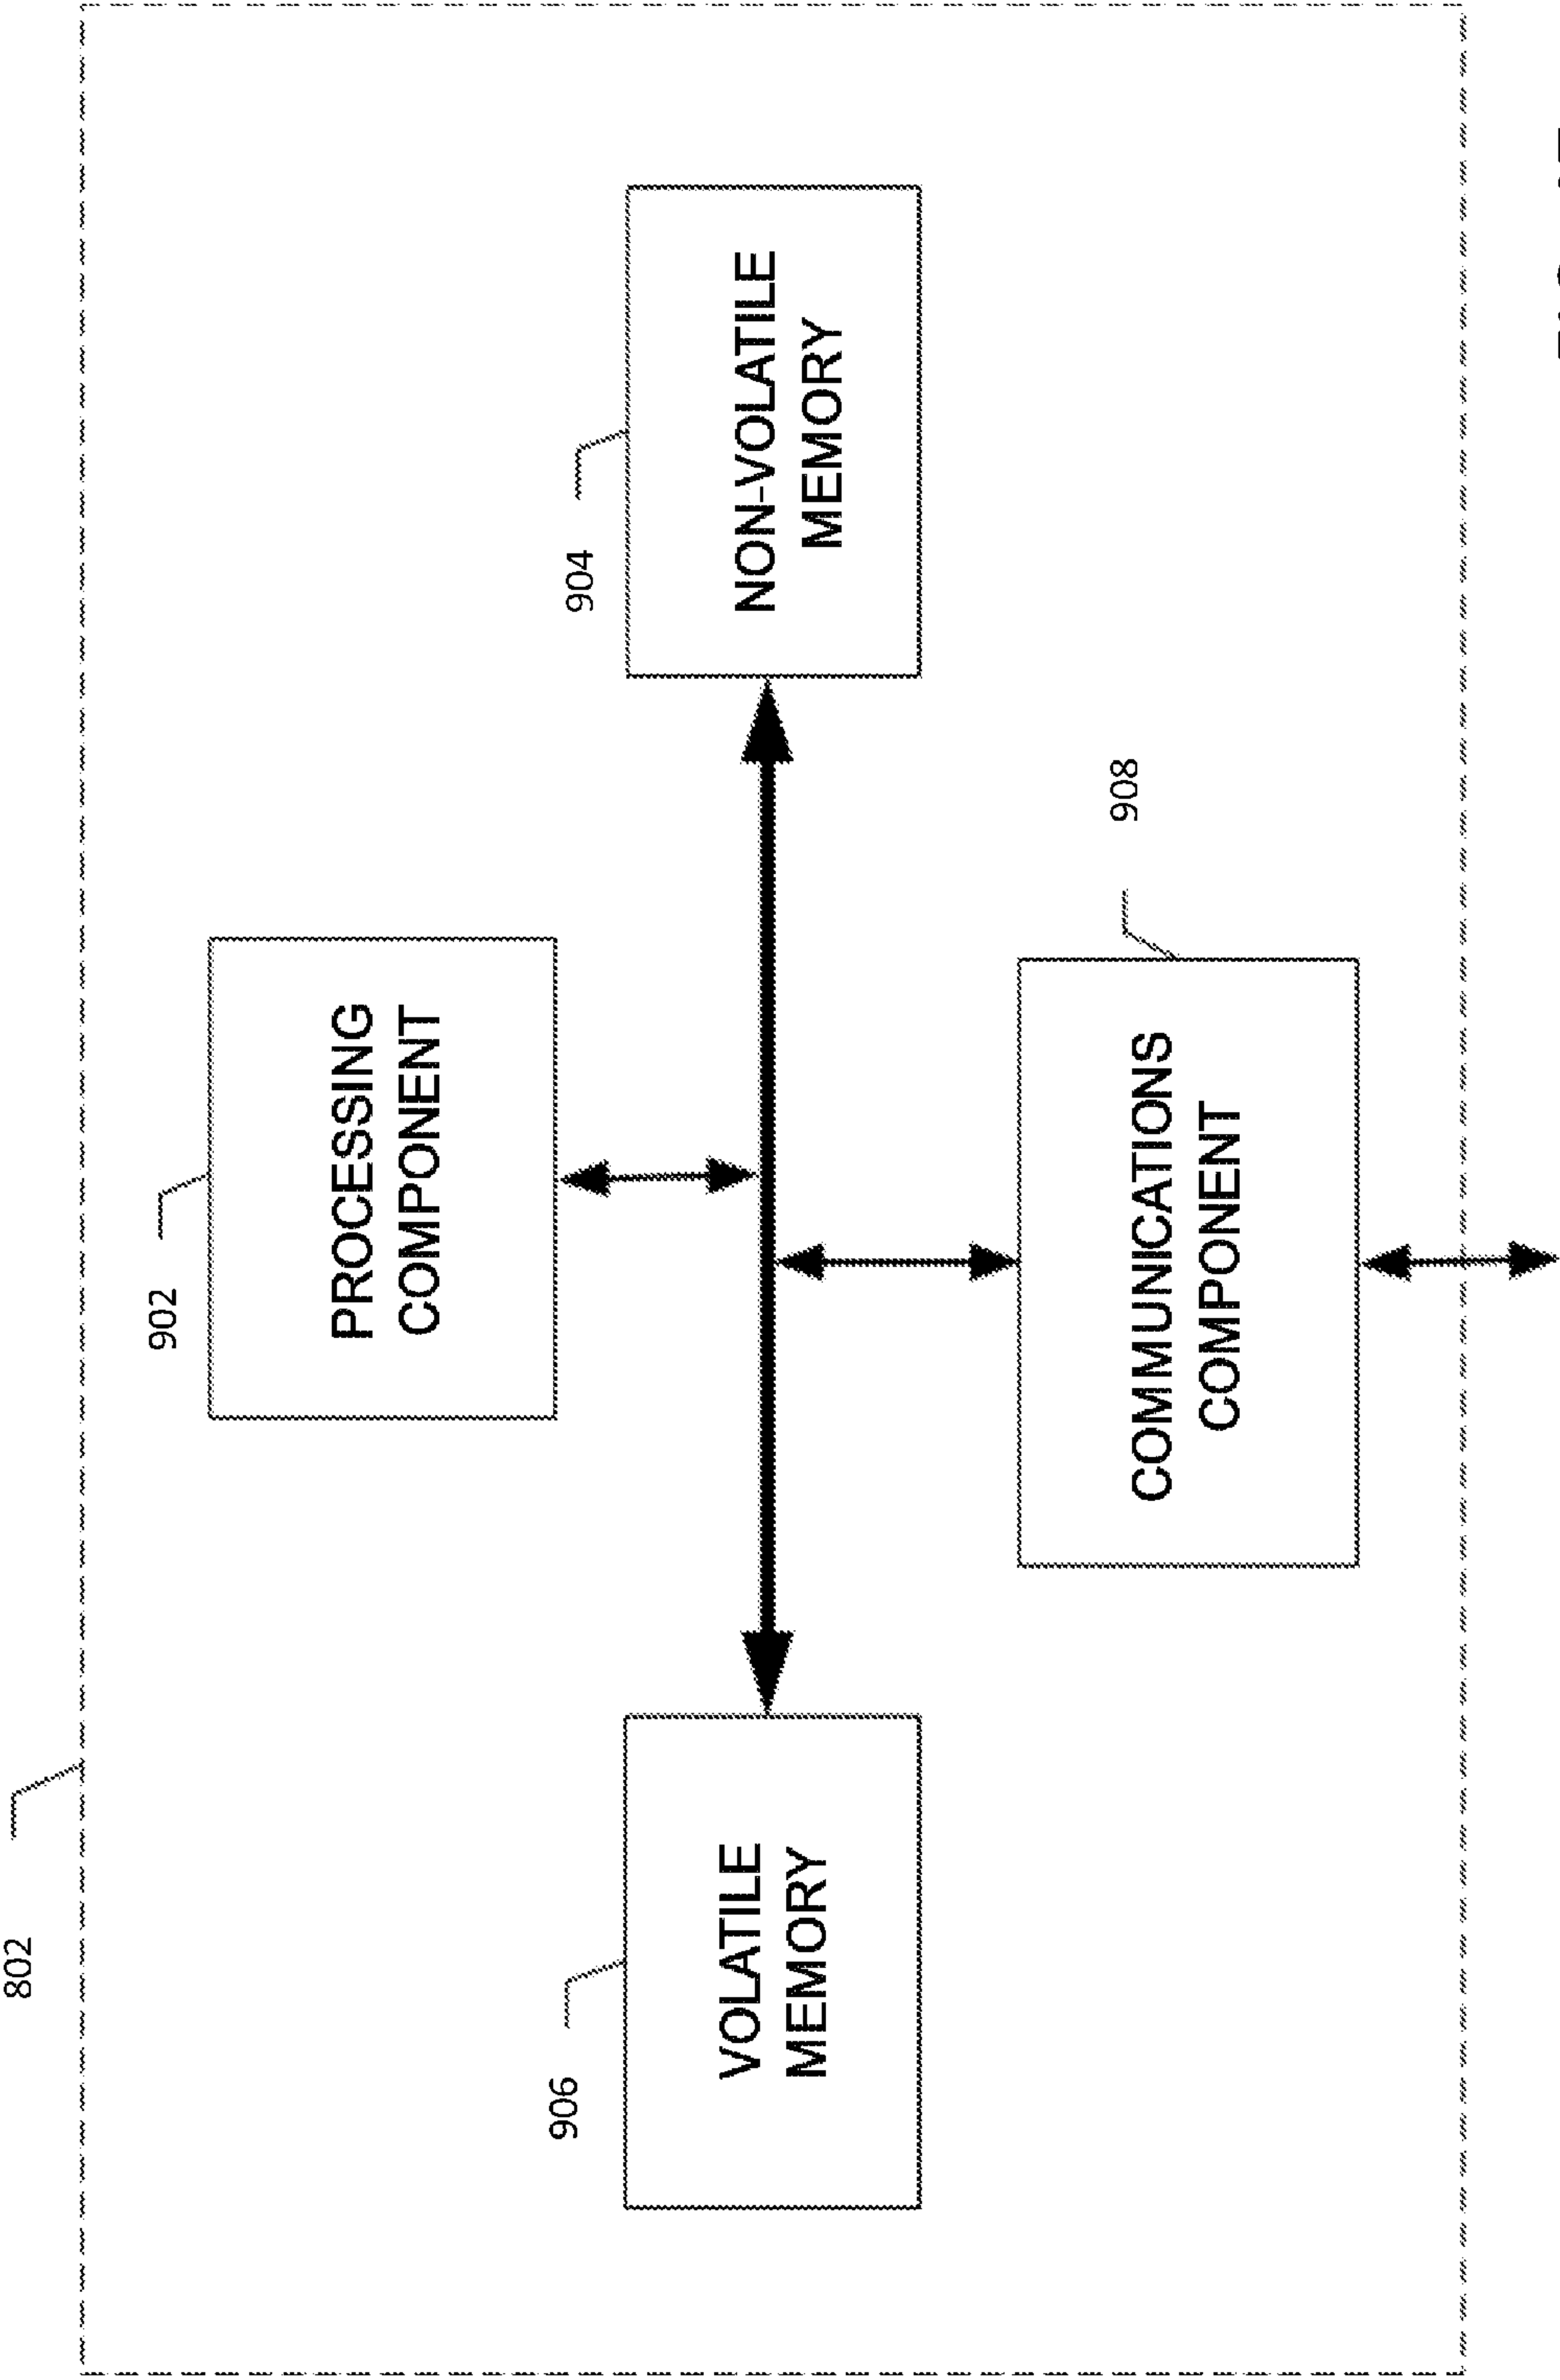 802
902
PROCESSING
COMPONENT
906
904
VOLATILE
MEMORY
NON-VOLATILE
MEMORY
908
COMMUNICATIONS
COMPONENT